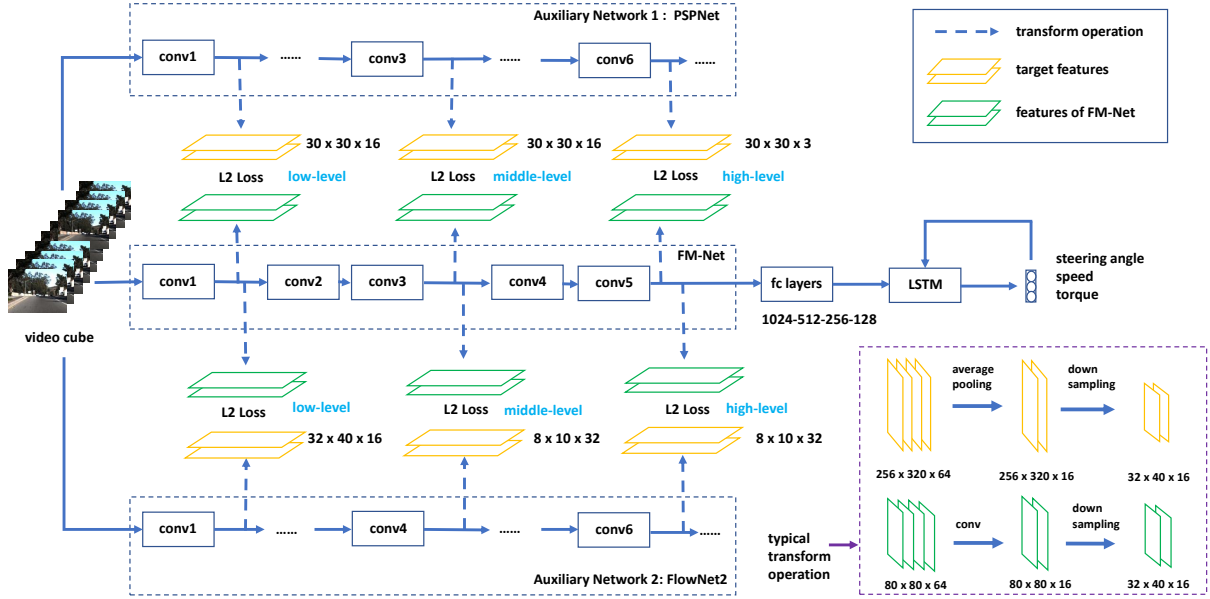 Auxiliary Network 1 : PSPNet
conv1
......
conv3
......
conv6
......
transform operation
target features
features of FM-Net
30 x 30 x 16
30 x 30 x 16
30 x 30 x 3
L2 Loss
low-level
L2 Loss
middle-level
L2 Loss
high-level
FM-Net
conv1
conv2
conv3
conv4
conv5
fc layers
LSTM
steering angle
speed
torque
1024-512-256-128
video cube
L2 Loss
low-level
L2 Loss
middle-level
L2 Loss
high-level
32 x 40 x 16
8 x 10 x 32
8 x 10 x 32
conv1
......
conv4
......
conv6
......
Auxiliary Network 2: FlowNet2
average
pooling
down
sampling
256 x 320 x 64
256 x 320 x 16
32 x 40 x 16
conv
down
sampling
80 x 80 x 64
80 x 80 x 16
32 x 40 x 16
typical
transform
operation